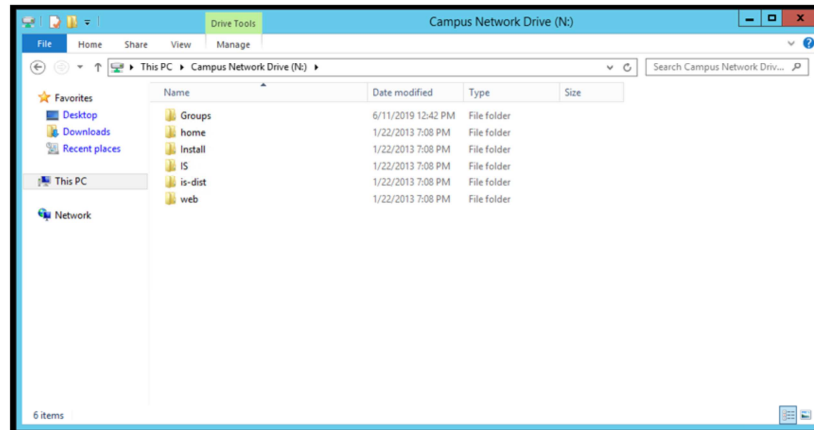 Drive Tools
Campus Network Drive (N:)
File Home Share View Manage
This PC Campus Network Drive (N:)
Search Campus Network Driv...
Name Date modified Type Size
Favorites
Desktop
Downloads
Recent places
This PC
Network
Groups 6/11/2019 12:42 PM File folder
home 1/22/2013 7:08 PM File folder
Install 1/22/2013 7:08 PM File folder
IS 1/22/2013 7:08 PM File folder
is-dist 1/22/2013 7:08 PM File folder
web 1/22/2013 7:08 PM File folder
6 items